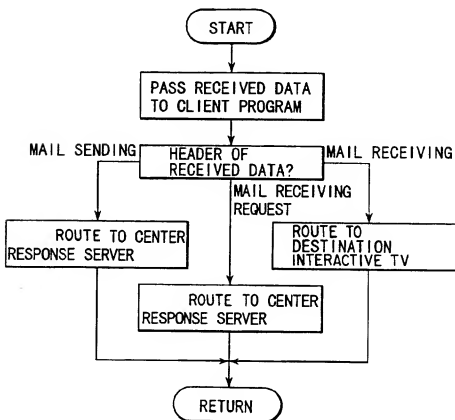 START
PASS RECEIVED DATA
TO CLIENT PROGRAM
MAIL SENDING
HEADER OF
RECEIVED DATA?
MAIL RECEIVING
MAIL RECEIVING
REQUEST
ROUTE TO CENTER
RESPONSE SERVER
ROUTE TO
DESTINATION
INTERACTIVE TV
ROUTE TO CENTER
RESPONSE SERVER
RETURN